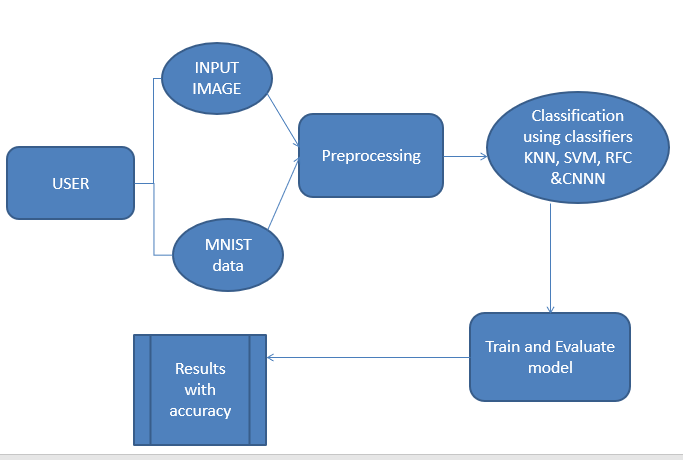 INPUT
IMAGE
USER
MNIST
data
Preprocessing
Classification
using classifiers
KNN, SVM, RFC
&CNNN
Train and Evaluate
model
Results
with
accuracy